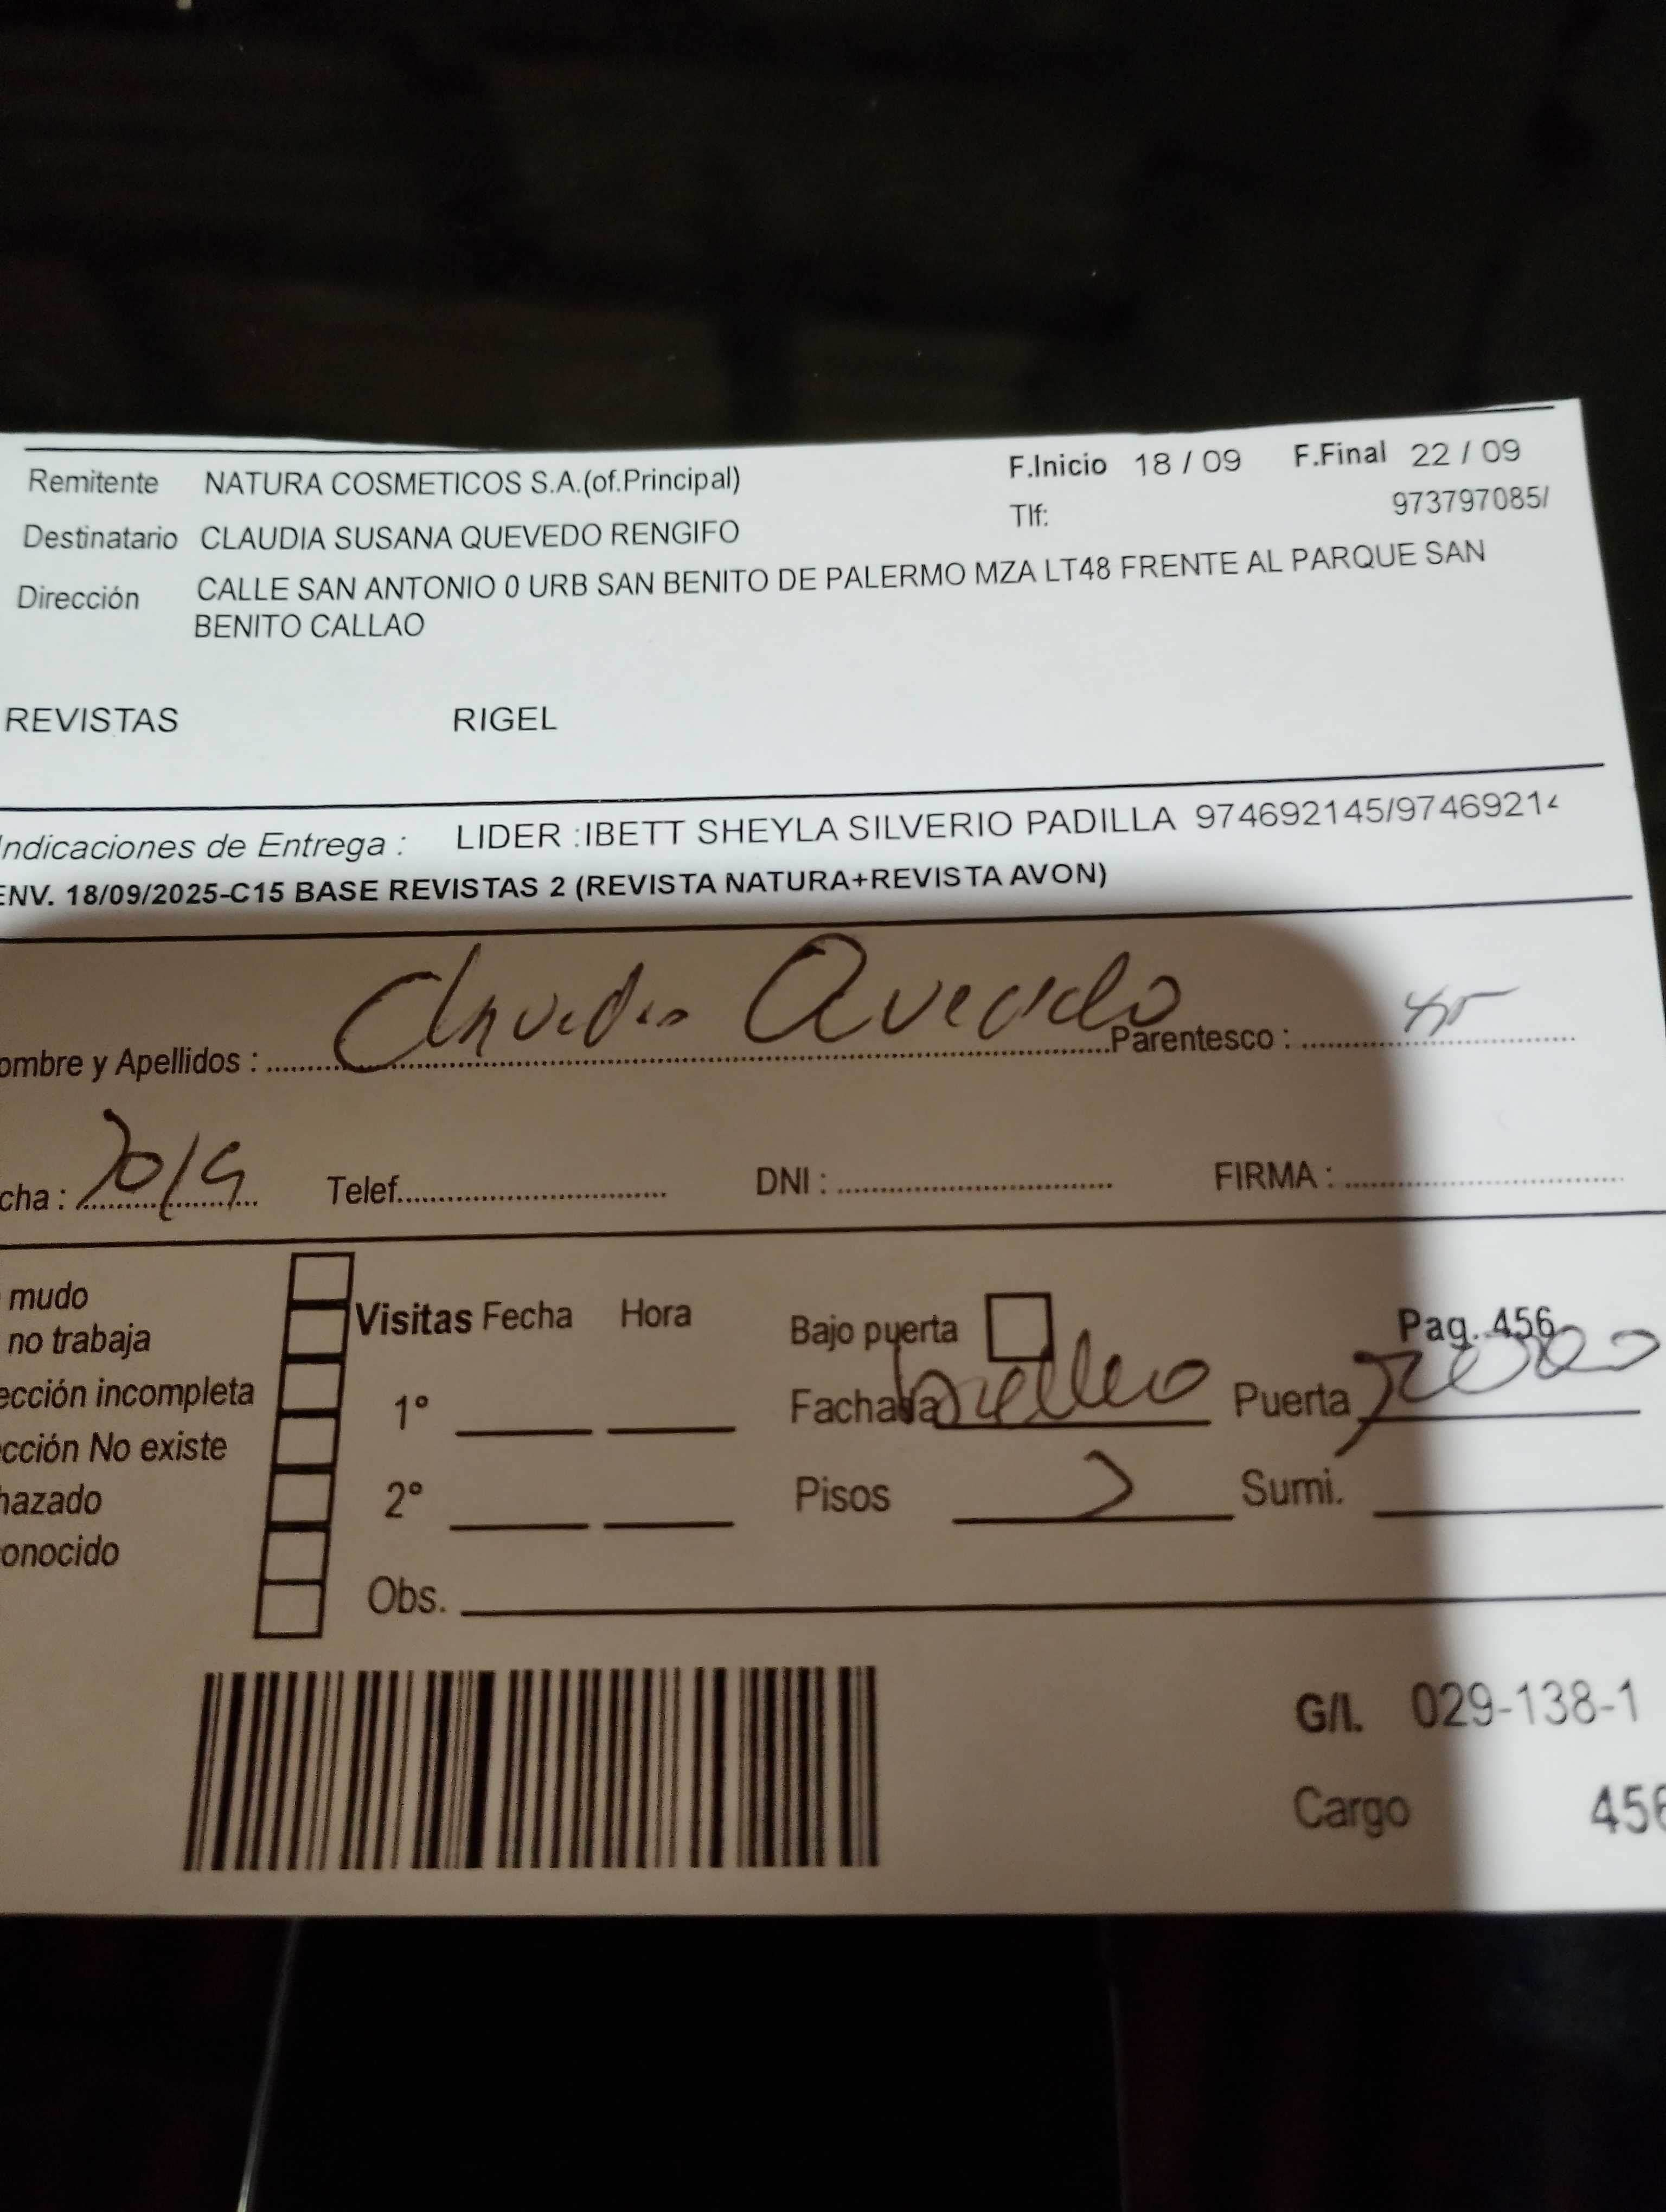 Remitente NATURA COSMETICOS S.A.(of.Principal) F.Inicio 18 / 09 F.Final 22 / 09
Tlf: 973797085/
Destinatario CLAUDIA SUSANA QUEVEDO RENGIFO
Dirección CALLE SAN ANTONIO 0 URB SAN BENITO DE PALERMO MZA LT48 FRENTE AL PARQUE SAN
BENITO CALLAO
REVISTAS RIGEL
Indicaciones de Entrega : LIDER :IBETT SHEYLA SILVERIO PADILLA 974692145/97469214
ENV. 18/09/2025-C15 BASE REVISTAS 2 (REVISTA NATURA+REVISTA AVON)
ombre y Apellidos : Parentesco :
cha : 20/9 Telef. DNI : FIRMA :
mudo
no trabaja
ección incompleta
cción No existe
hazado
onocido
Visitas Fecha Hora
1°
2°
Obs.
Bajo puerta Pag. 456
Fachada Puerta
Pisos 2 Sumi.
G/I. 029-138-1
Cargo 456